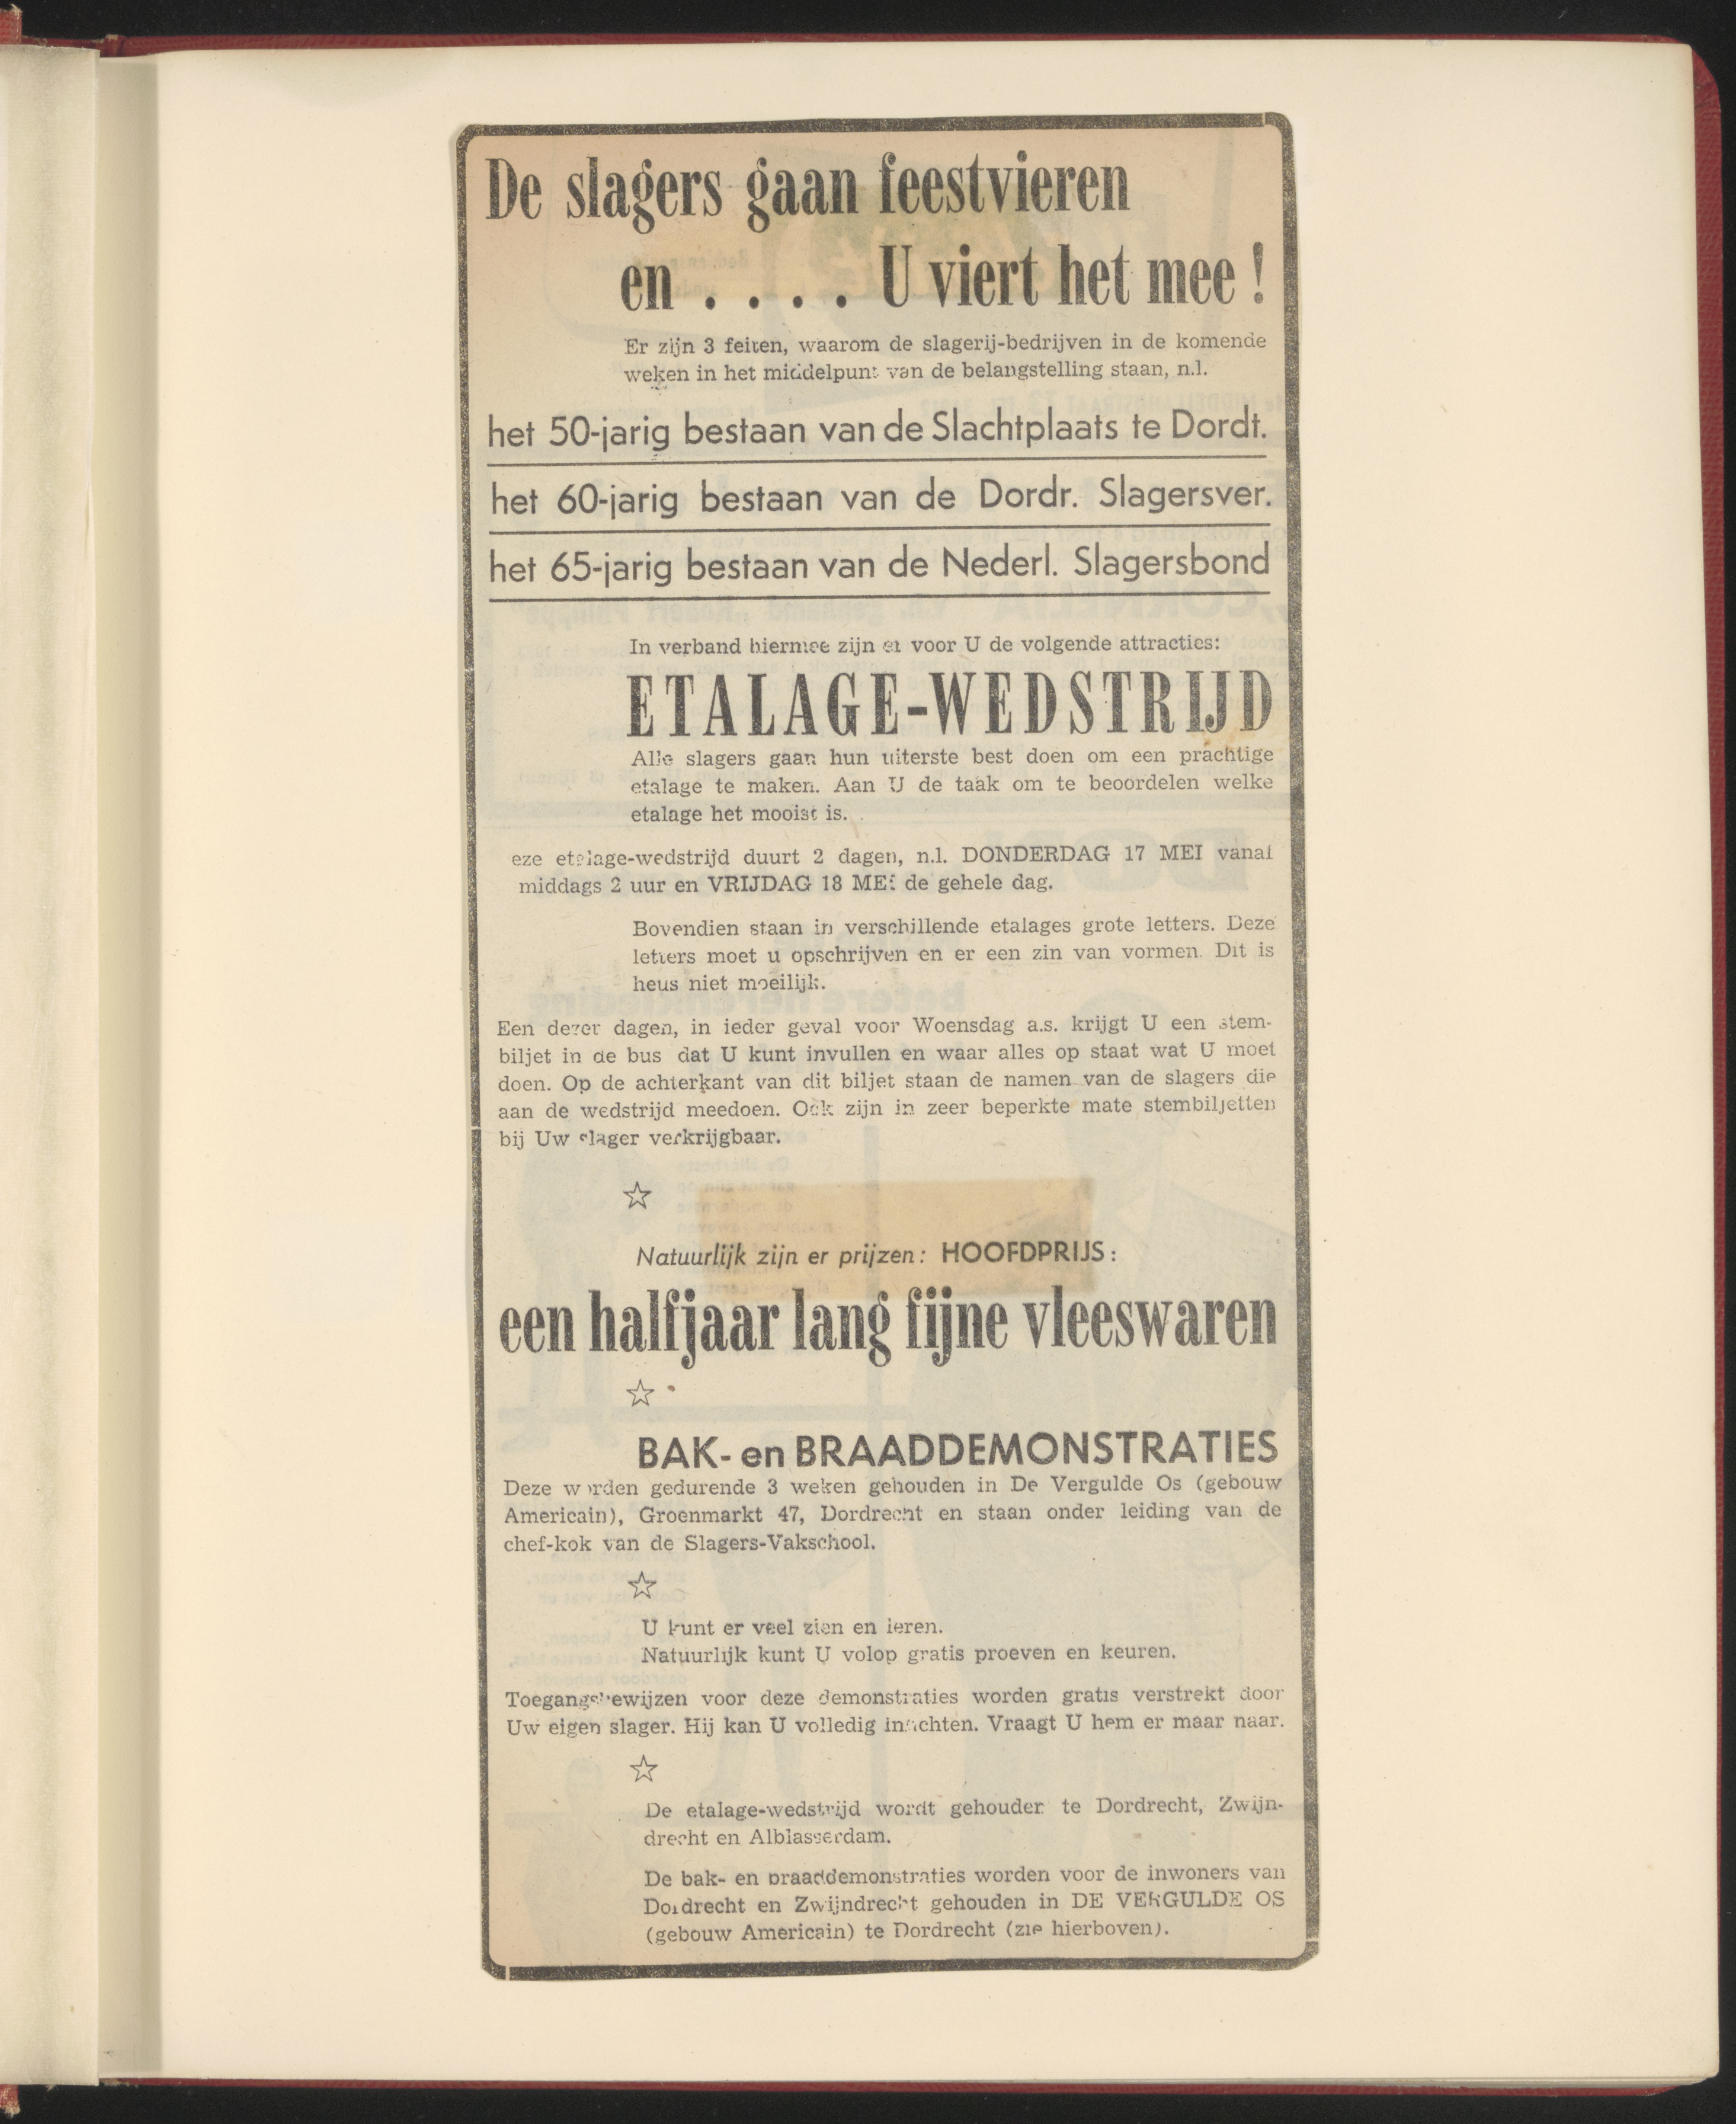 De slagers gaan feestvieren
en . . . . U viert het mee !
Er zijn 3 feiten, waarom de slagerij-bedrijven in de komende
weken in het middelpunt van de belangstelling staan, n.l.
het 50-jarig bestaan van de Slachtplaats te Dordt.
het 60-jarig bestaan van de Dordr. Slagersver.
het 65-jarig bestaan van de Nederl. Slagersbond
In verband hiermee zijn er voor U de volgende attracties:
ETALAGE-WEDSTRIJD
Alle slagers gaan hun uiterste best doen om een prachtige
etalage te maken. Aan U de taak om te beoordelen welke
etalage het mooist is.
eze etalage-wedstrijd duurt 2 dagen, n.l. DONDERDAG 17 MEI vanaf
middags 2 uur en VRIJDAG 18 MEI de gehele dag.
Bovendien staan in verschillende etalages grote letters. Deze
letters moet u opschrijven en er een zin van vormen. Dit is
heus niet moeilijk.
Een dezer dagen, in ieder geval voor Woensdag a.s. krijgt U een stem-
biljet in de bus dat U kunt invullen en waar alles op staat wat U moet
doen. Op de achterkant van dit biljet staan de namen van de slagers die
aan de wedstrijd meedoen. Ook zijn in zeer beperkte mate stembiljetten
bij Uw slager verkrijgbaar.
☆
Natuurlijk zijn er prijzen: HOOFDPRIJS:
een halfjaar lang fijne vleeswaren
☆
BAK- en BRAADDEMONSTRATIES
Deze worden gedurende 3 weken gehouden in De Vergulde Os (gebouw
Americain), Groenmarkt 47, Dordrecht en staan onder leiding van de
chef-kok van de Slagers-Vakschool.
☆
U kunt er veel zien en leren.
Natuurlijk kunt U volop gratis proeven en keuren.
Toegangsbewijzen voor deze demonstraties worden gratis verstrekt door
Uw eigen slager. Hij kan U volledig inlichten. Vraagt U hem er maar naar.
☆
De etalage-wedstrijd wordt gehouden te Dordrecht, Zwijn-
drecht en Alblasserdam.
De bak- en braaddemonstraties worden voor de inwoners van
Dordrecht en Zwijndrecht gehouden in DE VERGULDE OS
(gebouw Americain) te Dordrecht (zie hierboven).